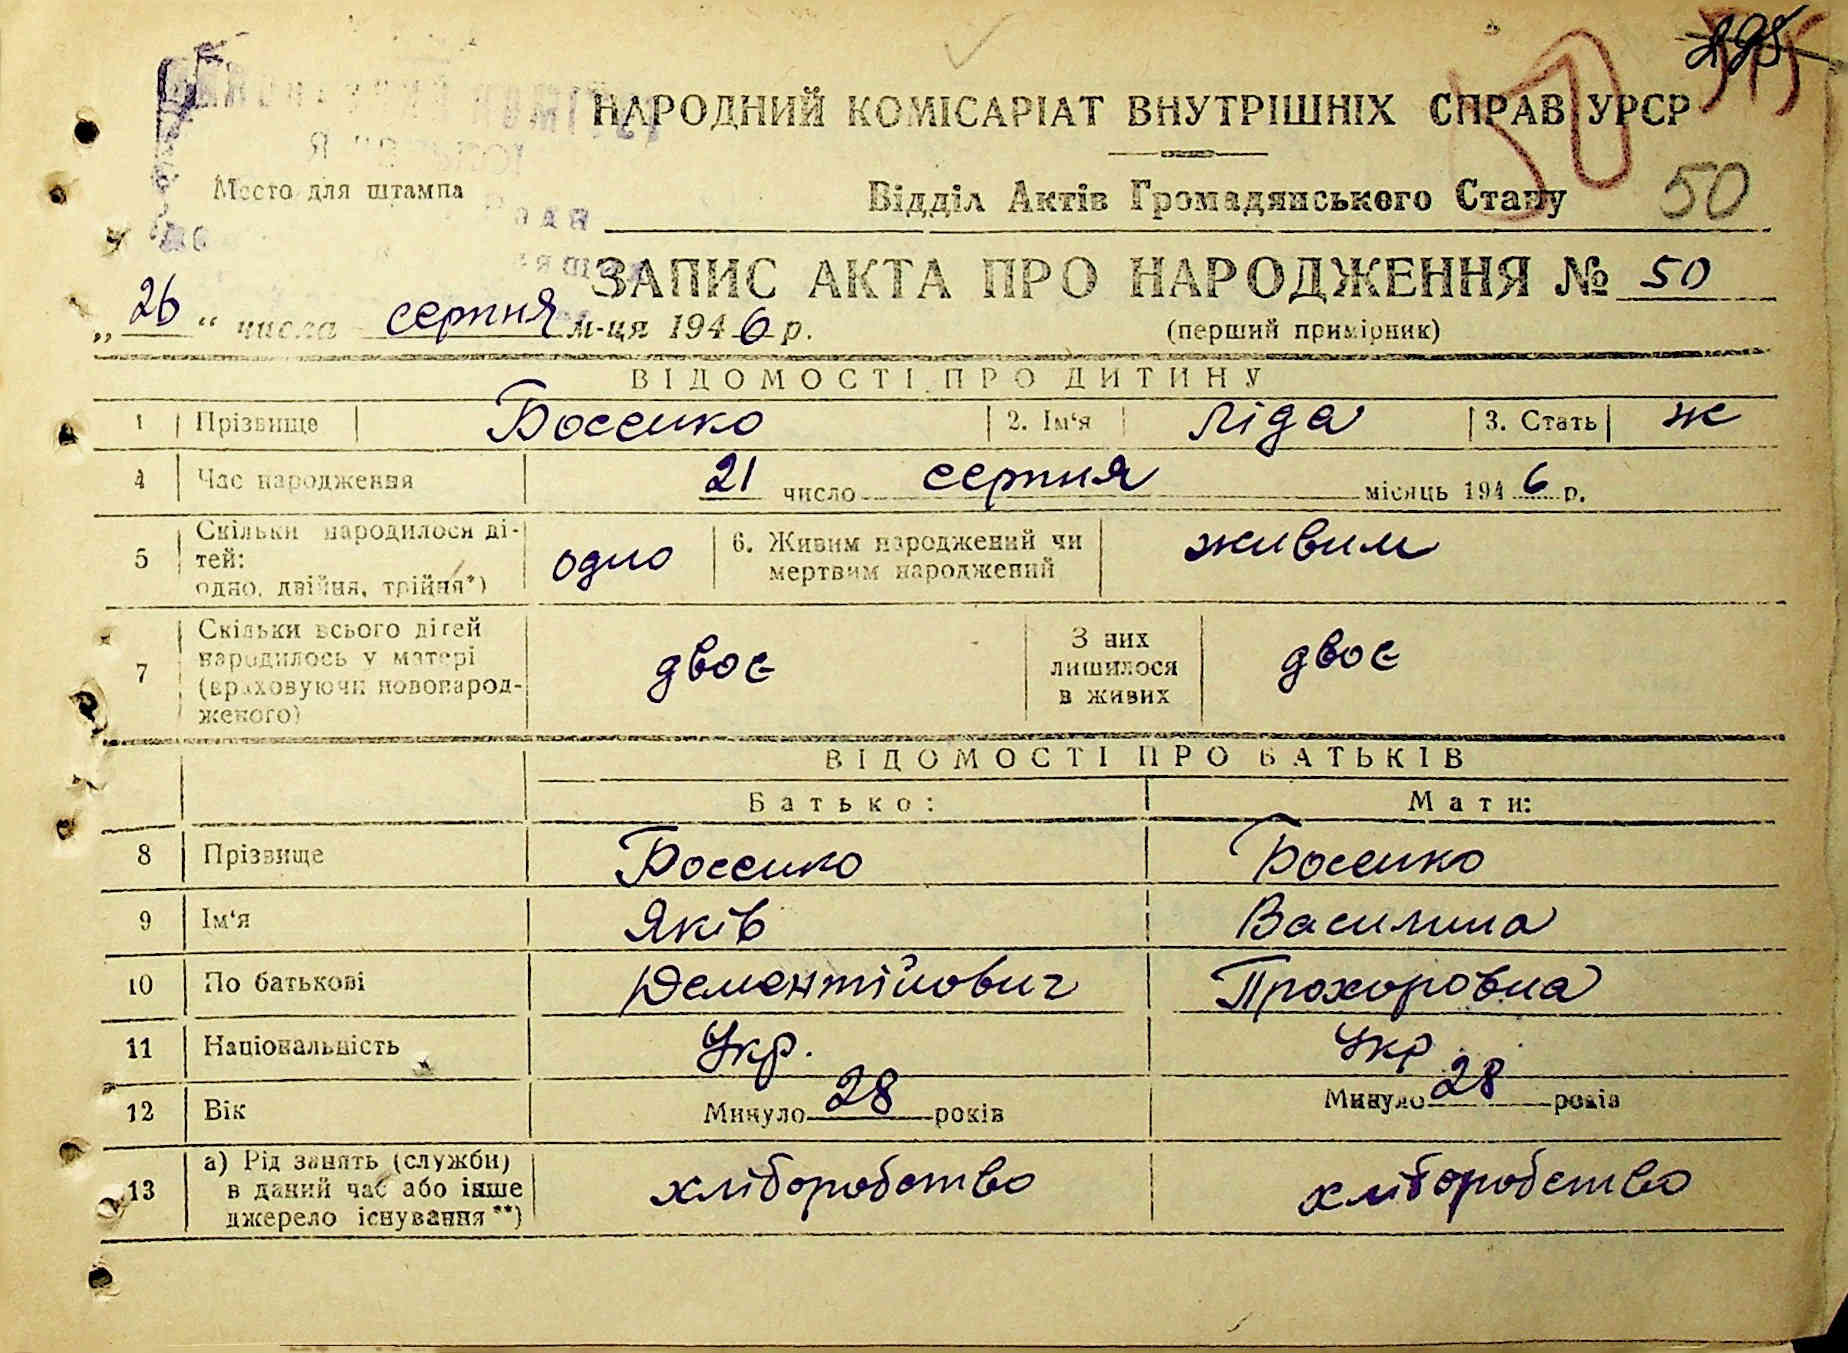 295
НАРОДНИЙ КОМІСАРІАТ ВНУТРІШНІХ СПРАВ УРСР
Место для штампа
Відділ Актів Громадянського Стану 50
ЗАПИС АКТА ПРО НАРОДЖЕННЯ № 50
„26“ числа серпня м-ця 1946 р.
(перший примірник)
ВІДОМОСТІ ПРО ДИТИНУ
1 Прізвище Босенко 2. Ім'я Ліда 3. Стать ж
4 Час народження 21 число серпня місяць 1946 р.
5 Скільки народилося ді-
тей:
одно, двійня, трійня*) одно
6. Живим народжений чи
мертвим народжений живим
7 Скільки всього дітей
народилось у матері
(враховуючи новонарод-
женого) двоє
З них
лишилося
в живих двоє
ВІДОМОСТІ ПРО БАТЬКІВ
Батько: Мати:
8 Прізвище Босенко Босенко
9 Ім'я Яків Василина
10 По батькові Дементійович Прохоровна
11 Національність Укр. Укр.
12 Вік Минуло 28 років Минуло 28 років
13 а) Рід занять (служби)
в даний час або інше
джерело існування**) хліборобство хліборобство